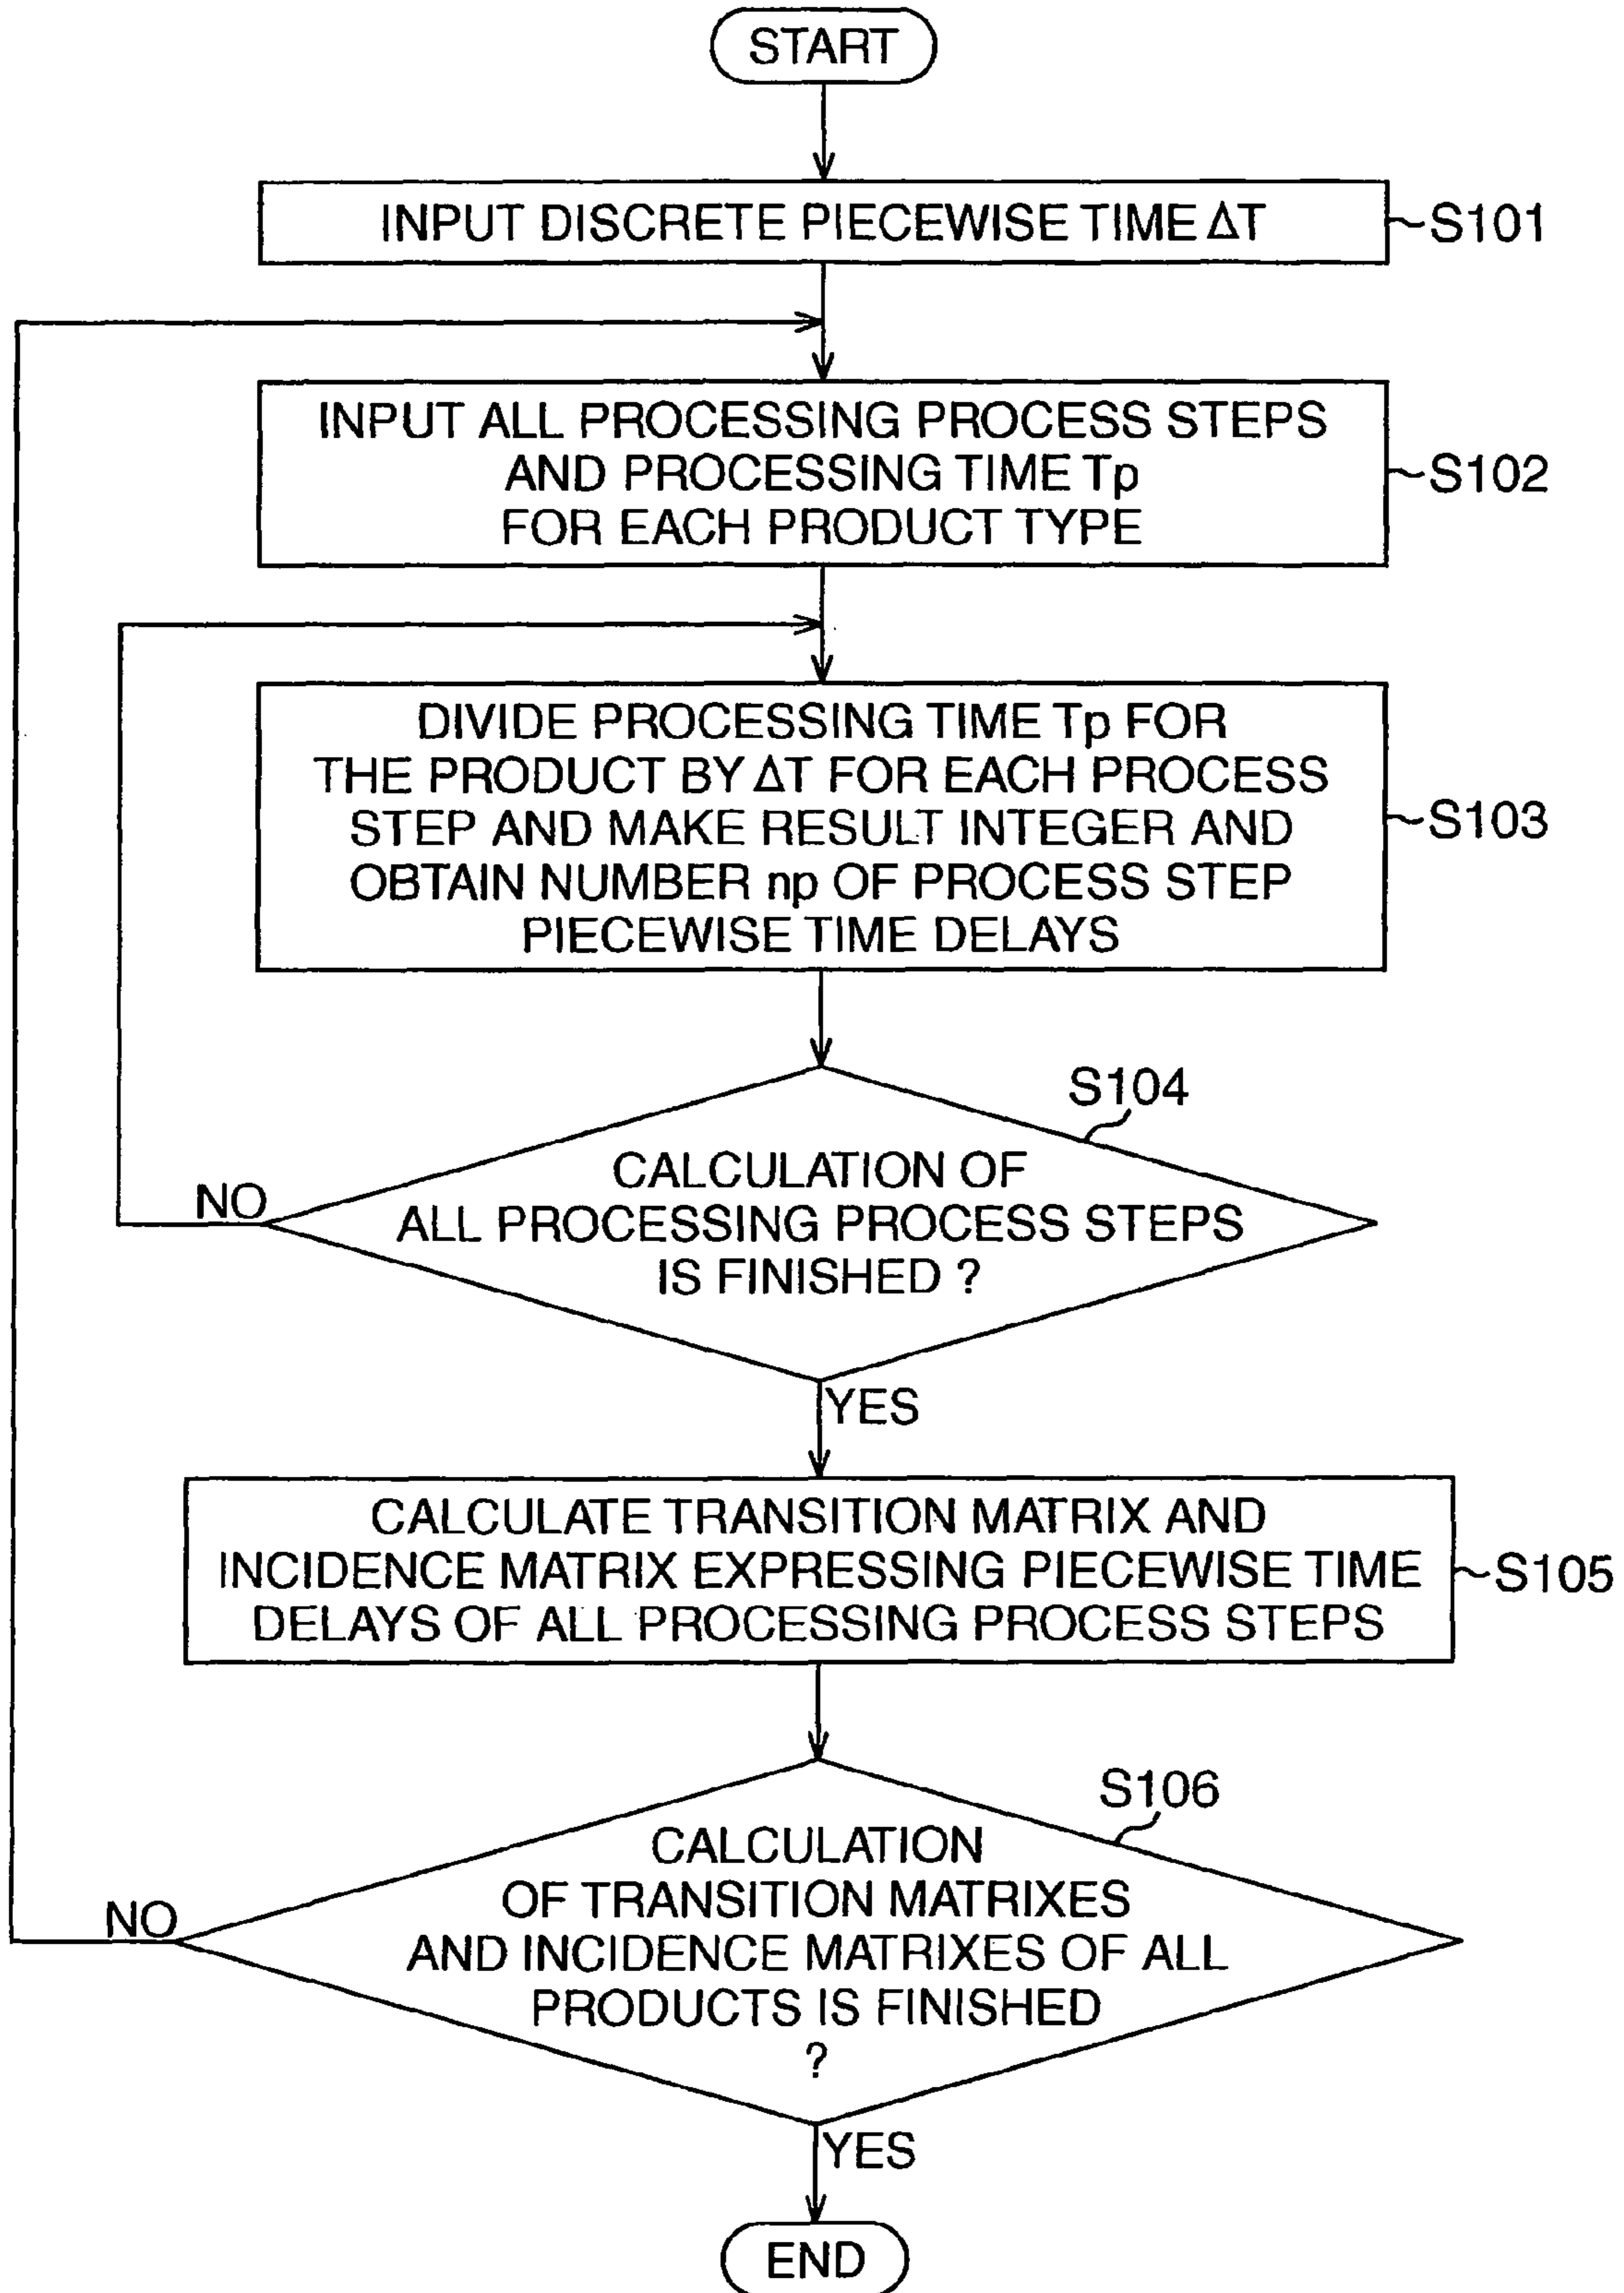 START
INPUT DISCRETE PIECEWISE TIME ΔT
S101
INPUT ALL PROCESSING PROCESS STEPS
AND PROCESSING TIME Tp
FOR EACH PRODUCT TYPE
S102
DIVIDE PROCESSING TIME Tp FOR
THE PRODUCT BY ΔT FOR EACH PROCESS
STEP AND MAKE RESULT INTEGER AND
OBTAIN NUMBER np OF PROCESS STEP
PIECEWISE TIME DELAYS
S103
S104
CALCULATION OF
ALL PROCESSING PROCESS STEPS
IS FINISHED ?
NO
YES
CALCULATE TRANSITION MATRIX AND
INCIDENCE MATRIX EXPRESSING PIECEWISE TIME
DELAYS OF ALL PROCESSING PROCESS STEPS
S105
S106
CALCULATION
OF TRANSITION MATRIXES
AND INCIDENCE MATRIXES OF ALL
PRODUCTS IS FINISHED
?
NO
YES
END